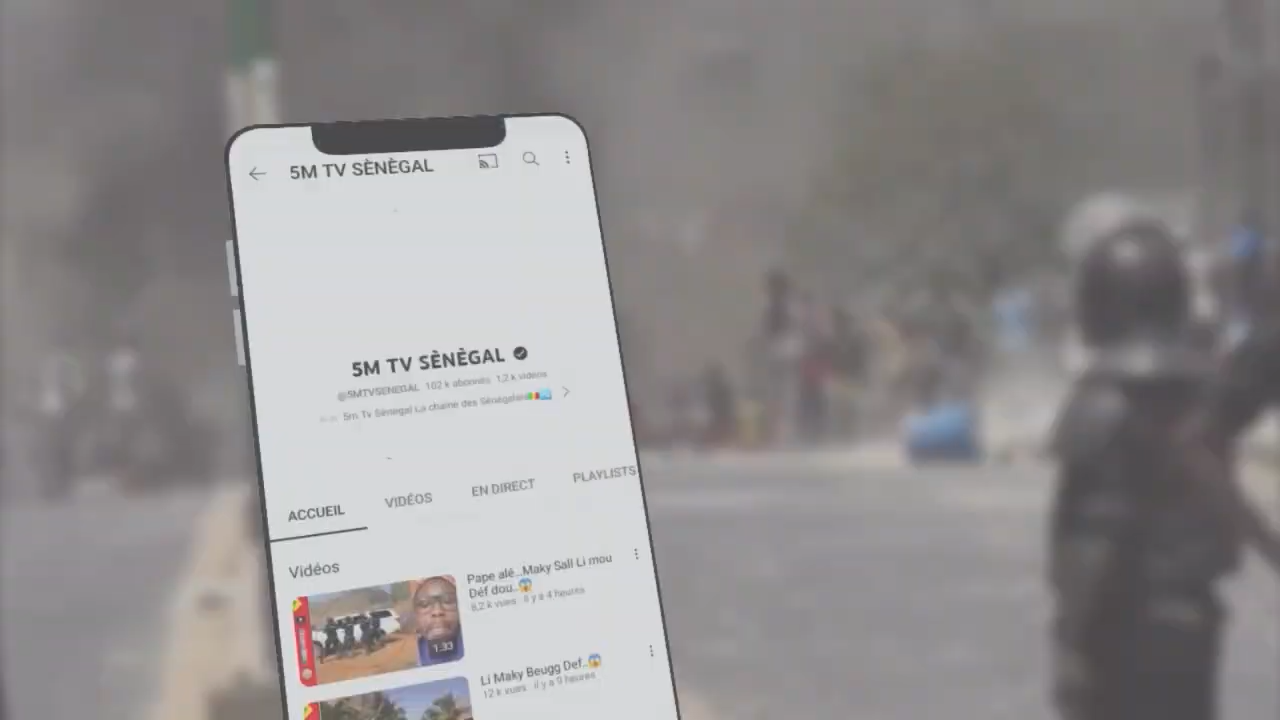 5M TV SÈNÈGAL
5M TV SÈNÈGAL
@5MTVSENEGAL 102 k abonnés 1,2 k vidéos
5m Tv Sénégal La chaine des Sénégalais
ACCUEIL
VIDÉOS
EN DIRECT
PLAYLISTS
Vidéos
Pape alé...Maky Sall Li mou
Déf dou..😱
8,2 k vues · il y a 4 heures
1:33
Li Maky Beugg Def..😱
12 k vues · il y a 9 heures